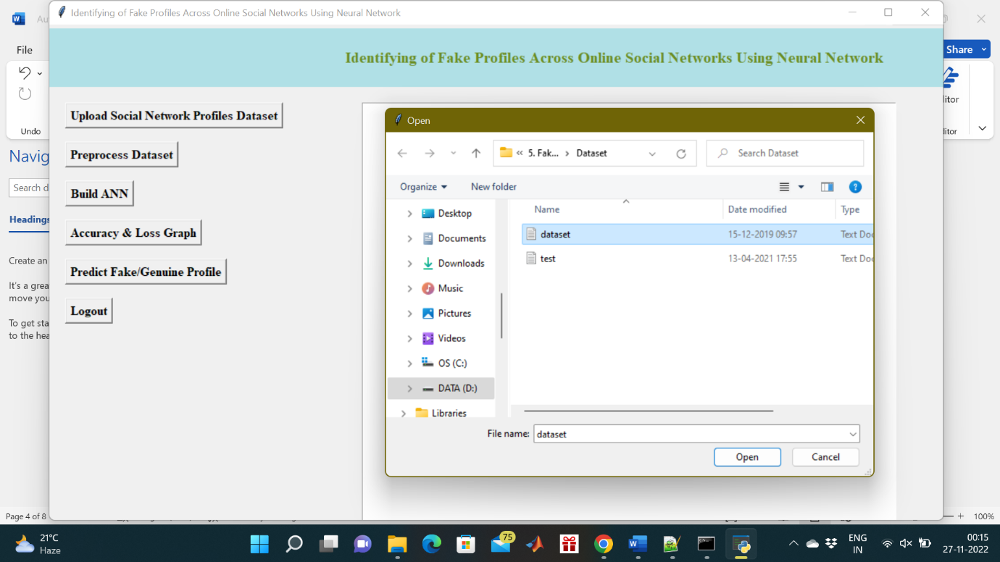 Identifying of Fake Profiles Across Online Social Networks Using Neural Network
File
Share
Undo
Search d
Headings
Create an
It's a grea
move you
To get sta
to the hea
Page 4 of 8
100%
Identifying of Fake Profiles Across Online Social Networks Using Neural Network
Upload Social Network Profiles Dataset
Preprocess Dataset
Build ANN
Accuracy & Loss Graph
Predict Fake/Genuine Profile
Logout
Open
« 5. Fak... › Dataset
Search Dataset
Organize
New folder
Name
Date modified
Type
Desktop
Documents
Downloads
Music
Pictures
Videos
OS (C:)
DATA (D:)
Libraries
dataset 15-12-2019 09:57 Text Doc
test 13-04-2021 17:55 Text Doc
File name: dataset
Open
Cancel
21°C
Haze
75
ENG
IN
00:15
27-11-2022